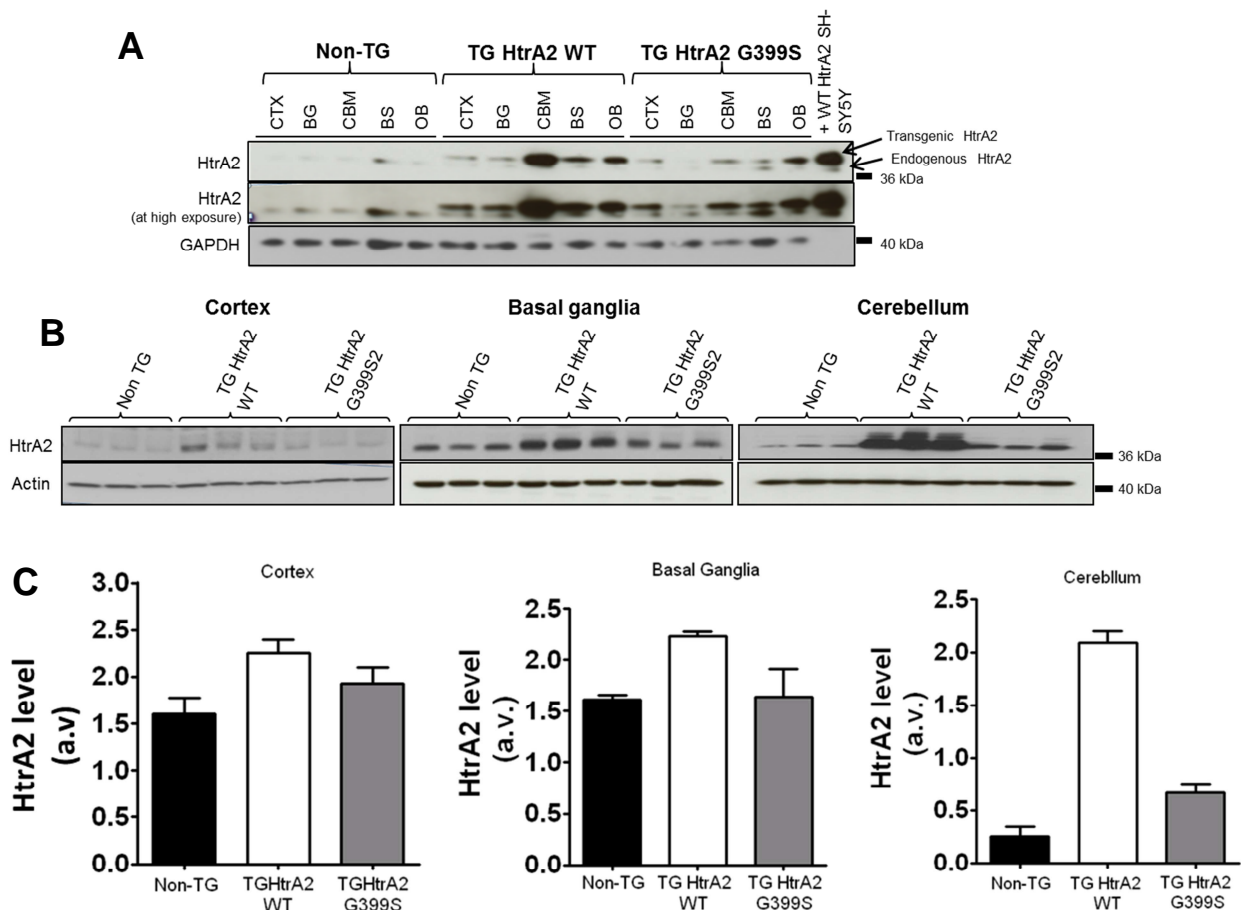 A
Non-TG
TG HtrA2 WT
TG HtrA2 G399S
+ WT HtrA2 SH-
SY5Y
CTX
BG
CBM
BS
OB
CTX
BG
CBM
BS
OB
CTX
BG
CBM
BS
OB
Transgenic HtrA2
Endogenous HtrA2
HtrA2
36 kDa
HtrA2
(at high exposure)
GAPDH
40 kDa
B
Cortex
Basal ganglia
Cerebellum
Non TG
TG HtrA2
WT
TG HtrA2
G399S2
Non TG
TG HtrA2
WT
TG HtrA2
G399S2
Non TG
TG HtrA2
WT
TG HtrA2
G399S2
HtrA2
36 kDa
Actin
40 kDa
C
Cortex
HtrA2 level
(a.v)
3.0
2.5
2.0
1.5
1.0
0.5
0.0
Non-TG
TGHtrA2
WT
TGHtrA2
G399S
Basal Ganglia
HtrA2 level
(a.v.)
2.5
2.0
1.5
1.0
0.5
0.0
Non-TG
TG HtrA2
WT
TG HtrA2
G399S
Cerebllum
HtrA2 level
(a.v.)
2.5
2.0
1.5
1.0
0.5
0.0
Non-TG
TG HtrA2
WT
TG HtrA2
G399S